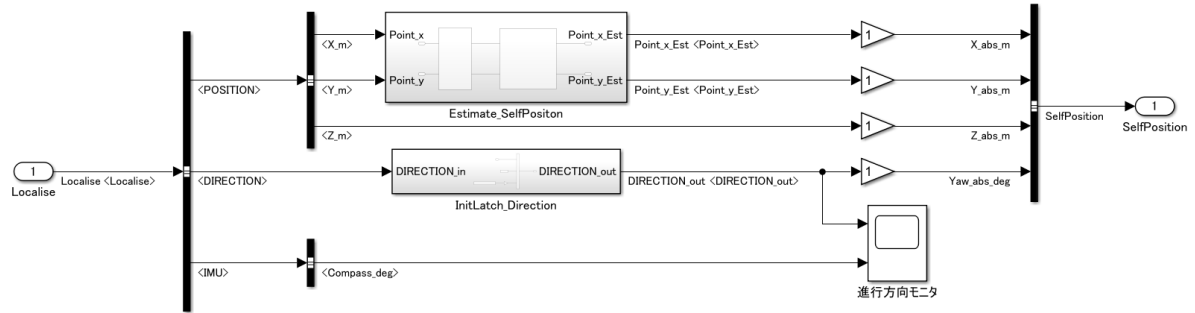 1
Localise
Localise <Localise>
<POSITION>
<DIRECTION>
<IMU>
<X_m>
<Y_m>
<Z_m>
Point_x
Point_y
Point_x_Est
Point_y_Est
Estimate_SelfPositon
Point_x_Est <Point_x_Est>
Point_y_Est <Point_y_Est>
DIRECTION_in
DIRECTION_out
InitLatch_Direction
DIRECTION_out <DIRECTION_out>
<Compass_deg>
1
1
1
1
X_abs_m
Y_abs_m
Z_abs_m
Yaw_abs_deg
進行方向モニタ
SelfPosition
1
SelfPosition